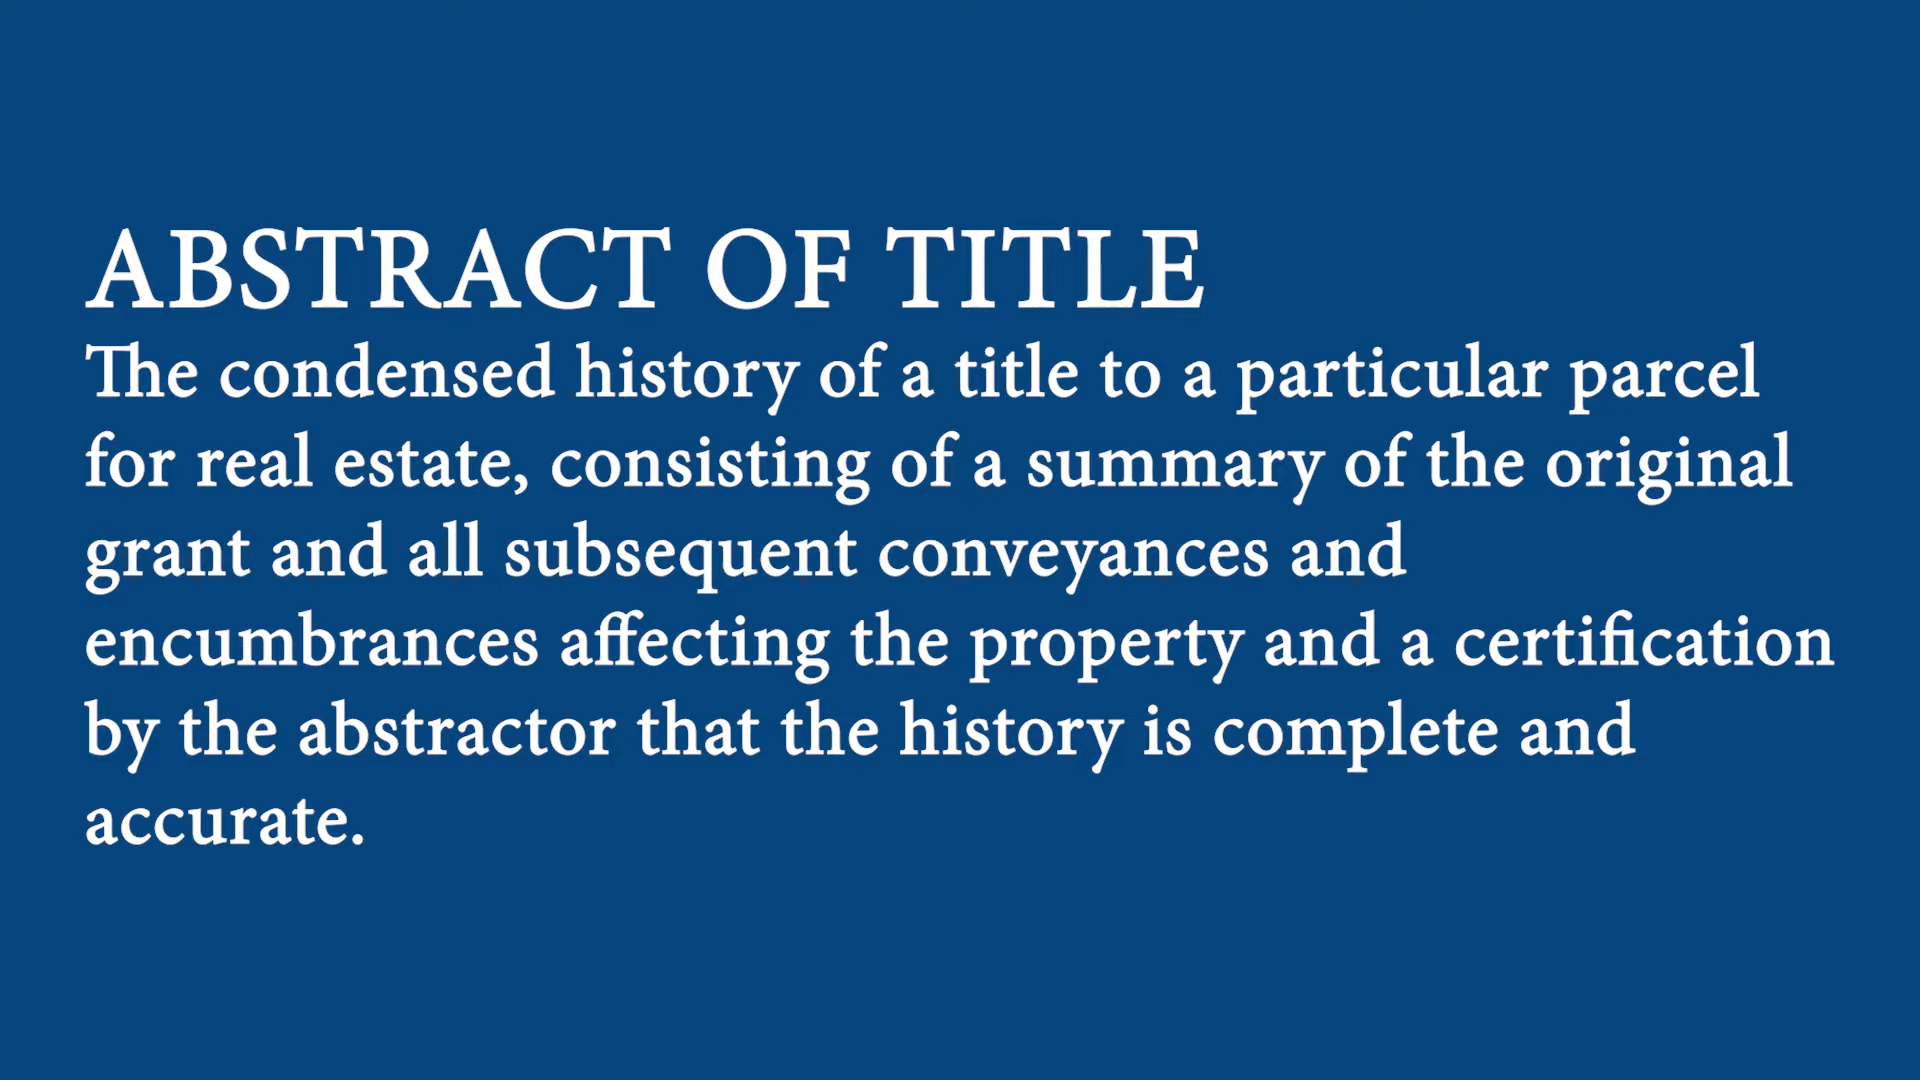 ABSTRACT OF TITLE
The condensed history of a title to a particular parcel
for real estate, consisting of a summary of the original
grant and all subsequent conveyances and
encumbrances affecting the property and a certification
by the abstractor that the history is complete and
accurate.